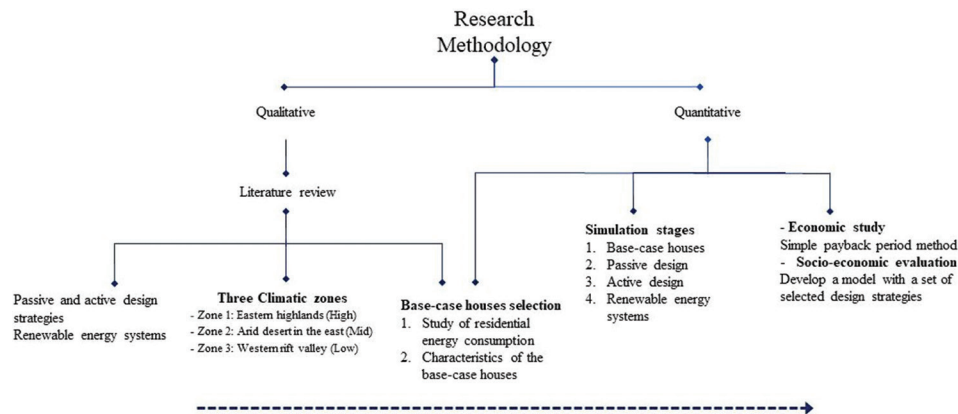 Research
Methodology
Qualitative
Quantitative
Literature review
Passive and active design
strategies
Renewable energy systems
Three Climatic zones
- Zone 1: Eastern highlands (High)
- Zone 2: Arid desert in the east (Mid)
- Zone 3: Western rift valley (Low)
Base-case houses selection
1. Study of residential
energy consumption
2. Characteristics of the
base-case houses
Simulation stages
1. Base-case houses
2. Passive design
3. Active design
4. Renewable energy
systems
- Economic study
Simple payback period method
- Socio-economic evaluation
Develop a model with a set of
selected design strategies